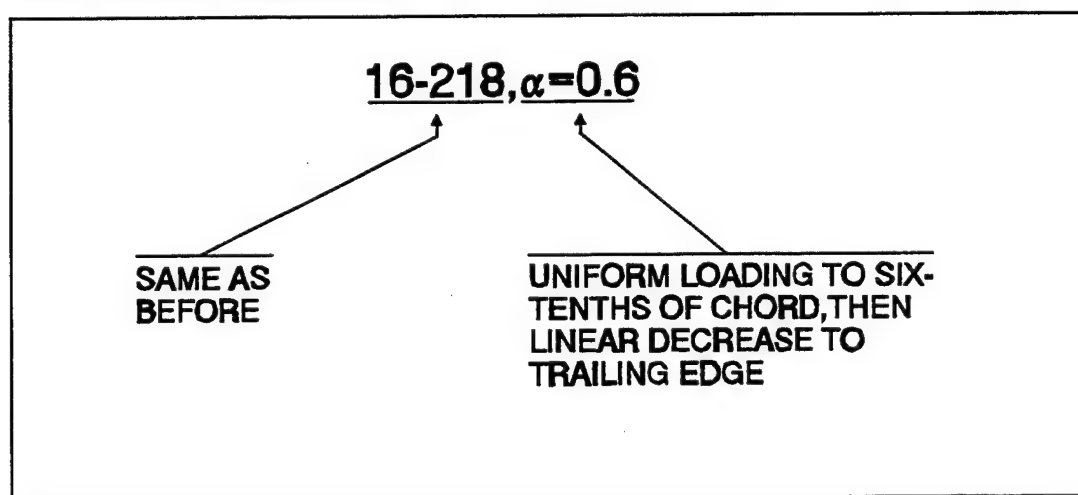 16-218,α=0.6
SAME AS
BEFORE
UNIFORM LOADING TO SIX-
TENTHS OF CHORD,THEN
LINEAR DECREASE TO
TRAILING EDGE